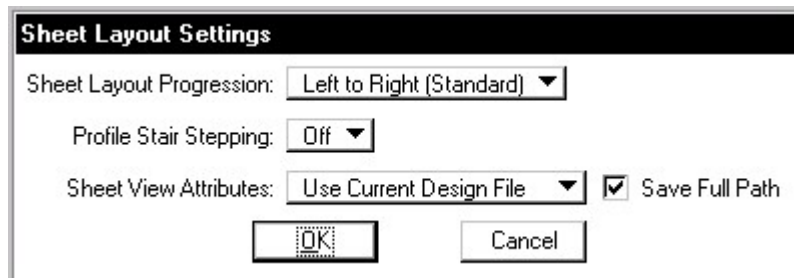 Sheet Layout Settings
Sheet Layout Progression: Left to Right (Standard)
Profile Stair Stepping: Off
Sheet View Attributes: Use Current Design File Save Full Path
OK Cancel